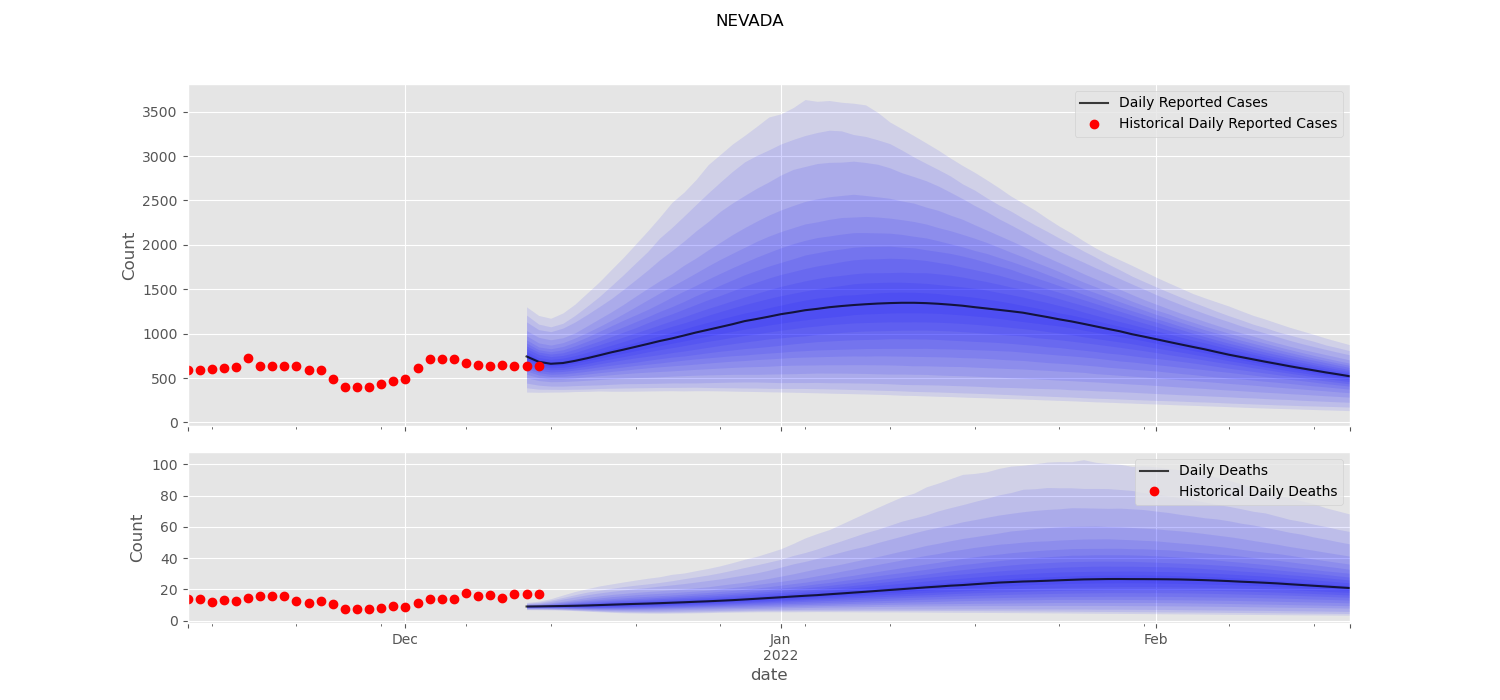 NEVADA
3500
3000
2500
2000
1500
1000
500
0
Count
Daily Reported Cases
Historical Daily Reported Cases
100
80
60
40
20
0
Count
Daily Deaths
Historical Daily Deaths
Dec
Jan
2022
Feb
date